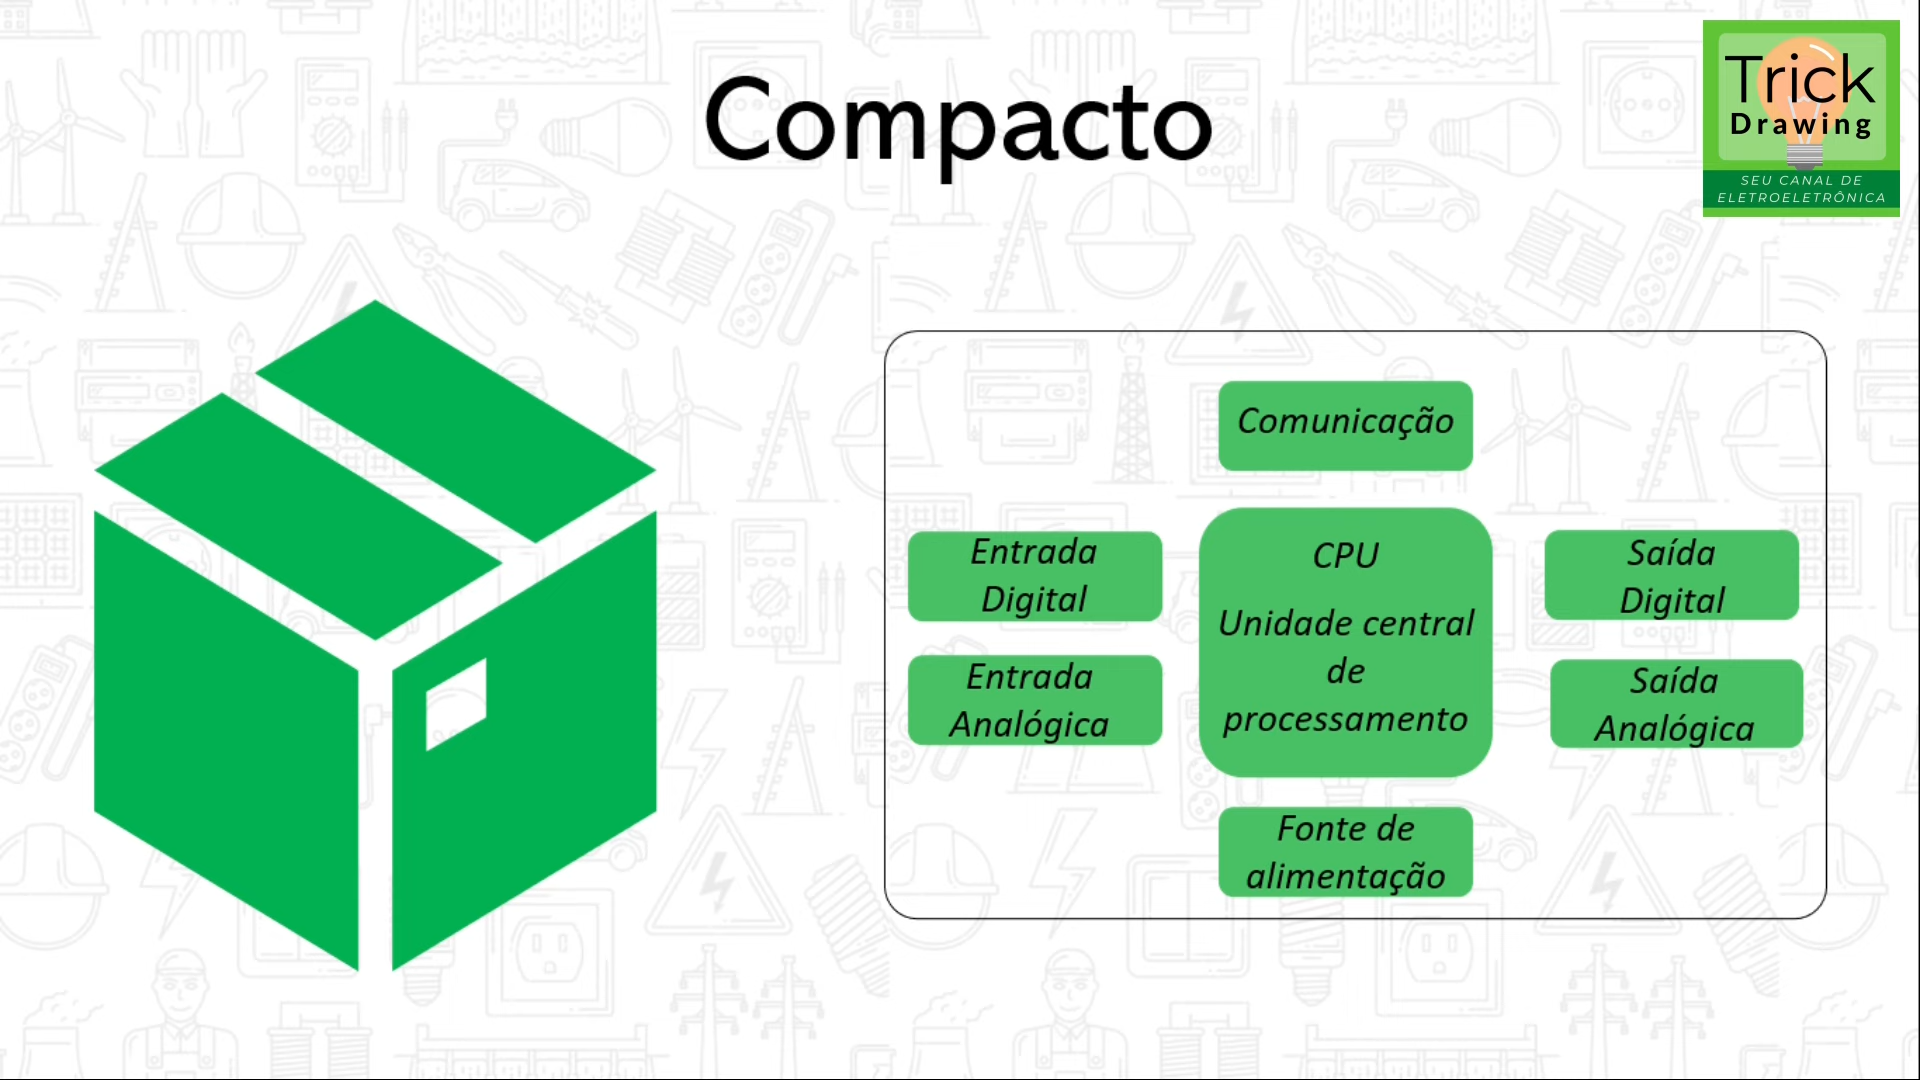 Compacto
Trick
Drawing
SEU CANAL DE
ELETROELETRÔNICA
Comunicação
Entrada
Digital
Entrada
Analógica
CPU
Unidade central
de
processamento
Saída
Digital
Saída
Analógica
Fonte de
alimentação